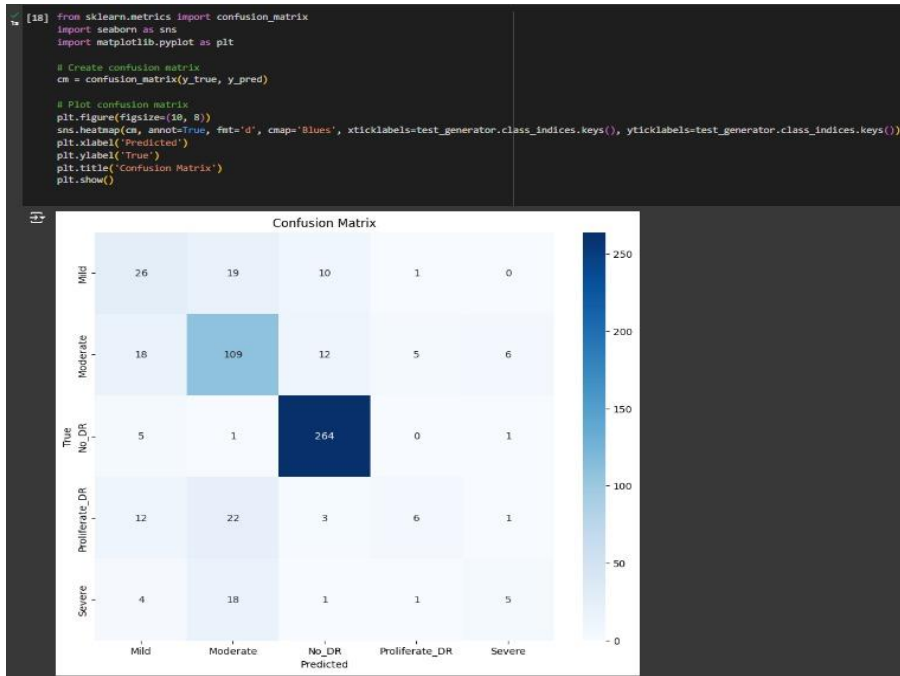 [18] from sklearn.metrics import confusion_matrix
import seaborn as sns
import matplotlib.pyplot as plt
# Create confusion matrix
cm = confusion_matrix(y_true, y_pred)
# Plot confusion matrix
plt.figure(figsize=(10, 8))
sns.heatmap(cm, annot=True, fmt='d', cmap='Blues', xticklabels=test_generator.class_indices.keys(), yticklabels=test_generator.class_indices.keys())
plt.xlabel('Predicted')
plt.ylabel('True')
plt.title('Confusion Matrix')
plt.show()
Confusion Matrix
Mild 26 19 10 1 0
Moderate 18 109 12 5 6
No_DR 5 1 264 0 1
Proliferate_DR 12 22 3 6 1
Severe 4 18 1 1 5
True
Mild Moderate No_DR Proliferate_DR Severe
Predicted
250
200
150
100
50
0